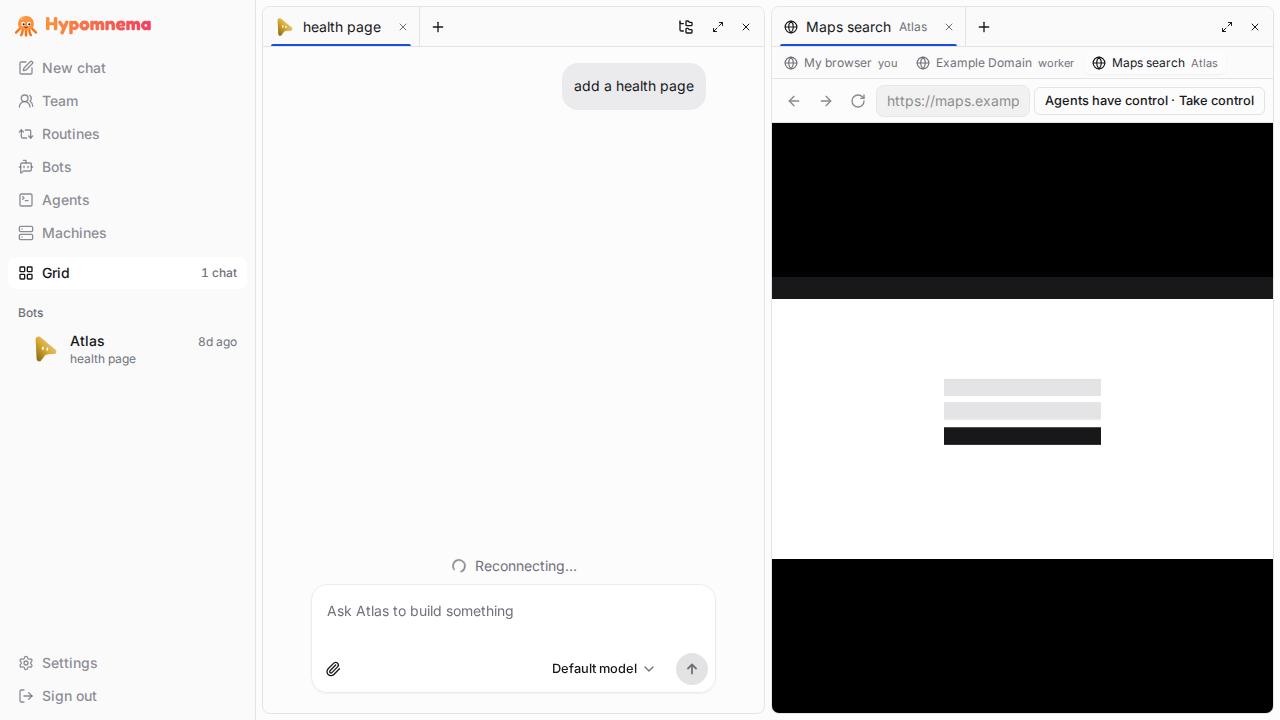 Hypomnema
New chat
Team
Routines
Bots
Agents
Machines
Grid
1 chat
Bots
Atlas
8d ago
health page
Settings
Sign out
health page
add a health page
Reconnecting...
Ask Atlas to build something
Default model
Maps search Atlas
My browser you
Example Domain worker
Maps search Atlas
https://maps.examp
Agents have control · Take control